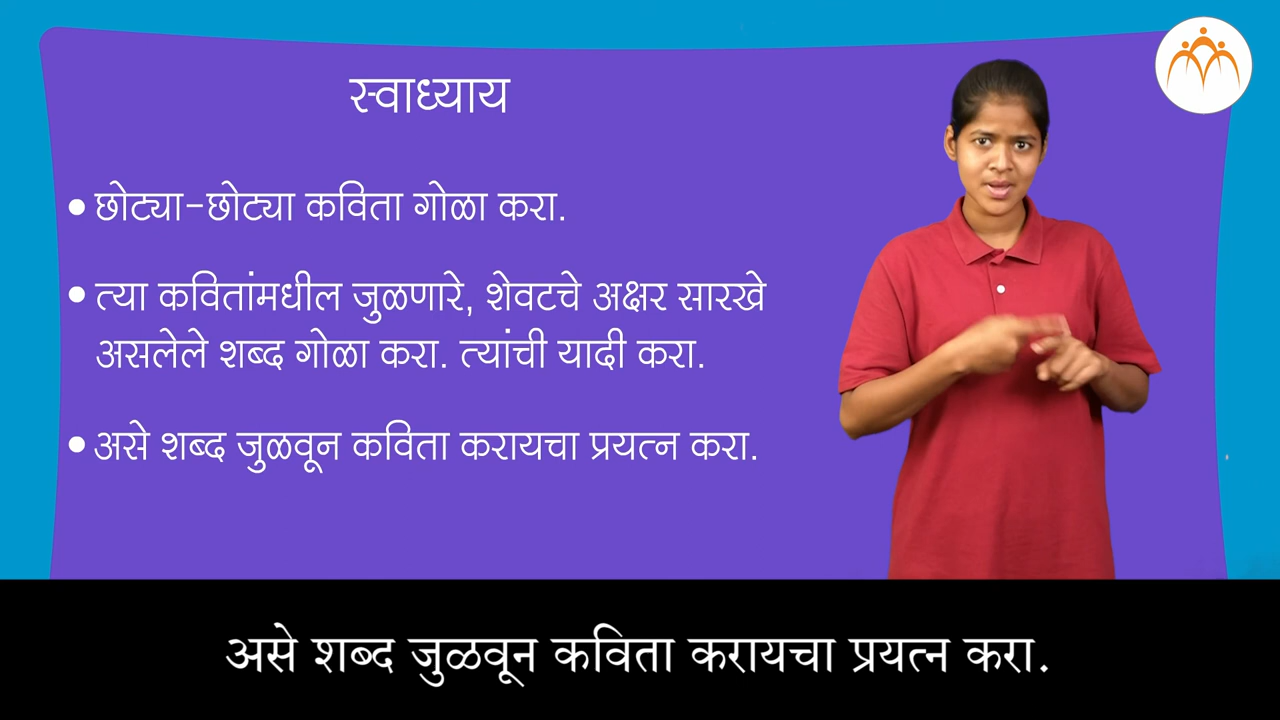 स्वाध्याय
• छोट्या-छोट्या कविता गोळा करा.
• त्या कवितांमधील जुळणारे, शेवटचे अक्षर सारखे
असलेले शब्द गोळा करा. त्यांची यादी करा.
• असे शब्द जुळवून कविता करायचा प्रयत्न करा.
असे शब्द जुळवून कविता करायचा प्रयत्न करा.